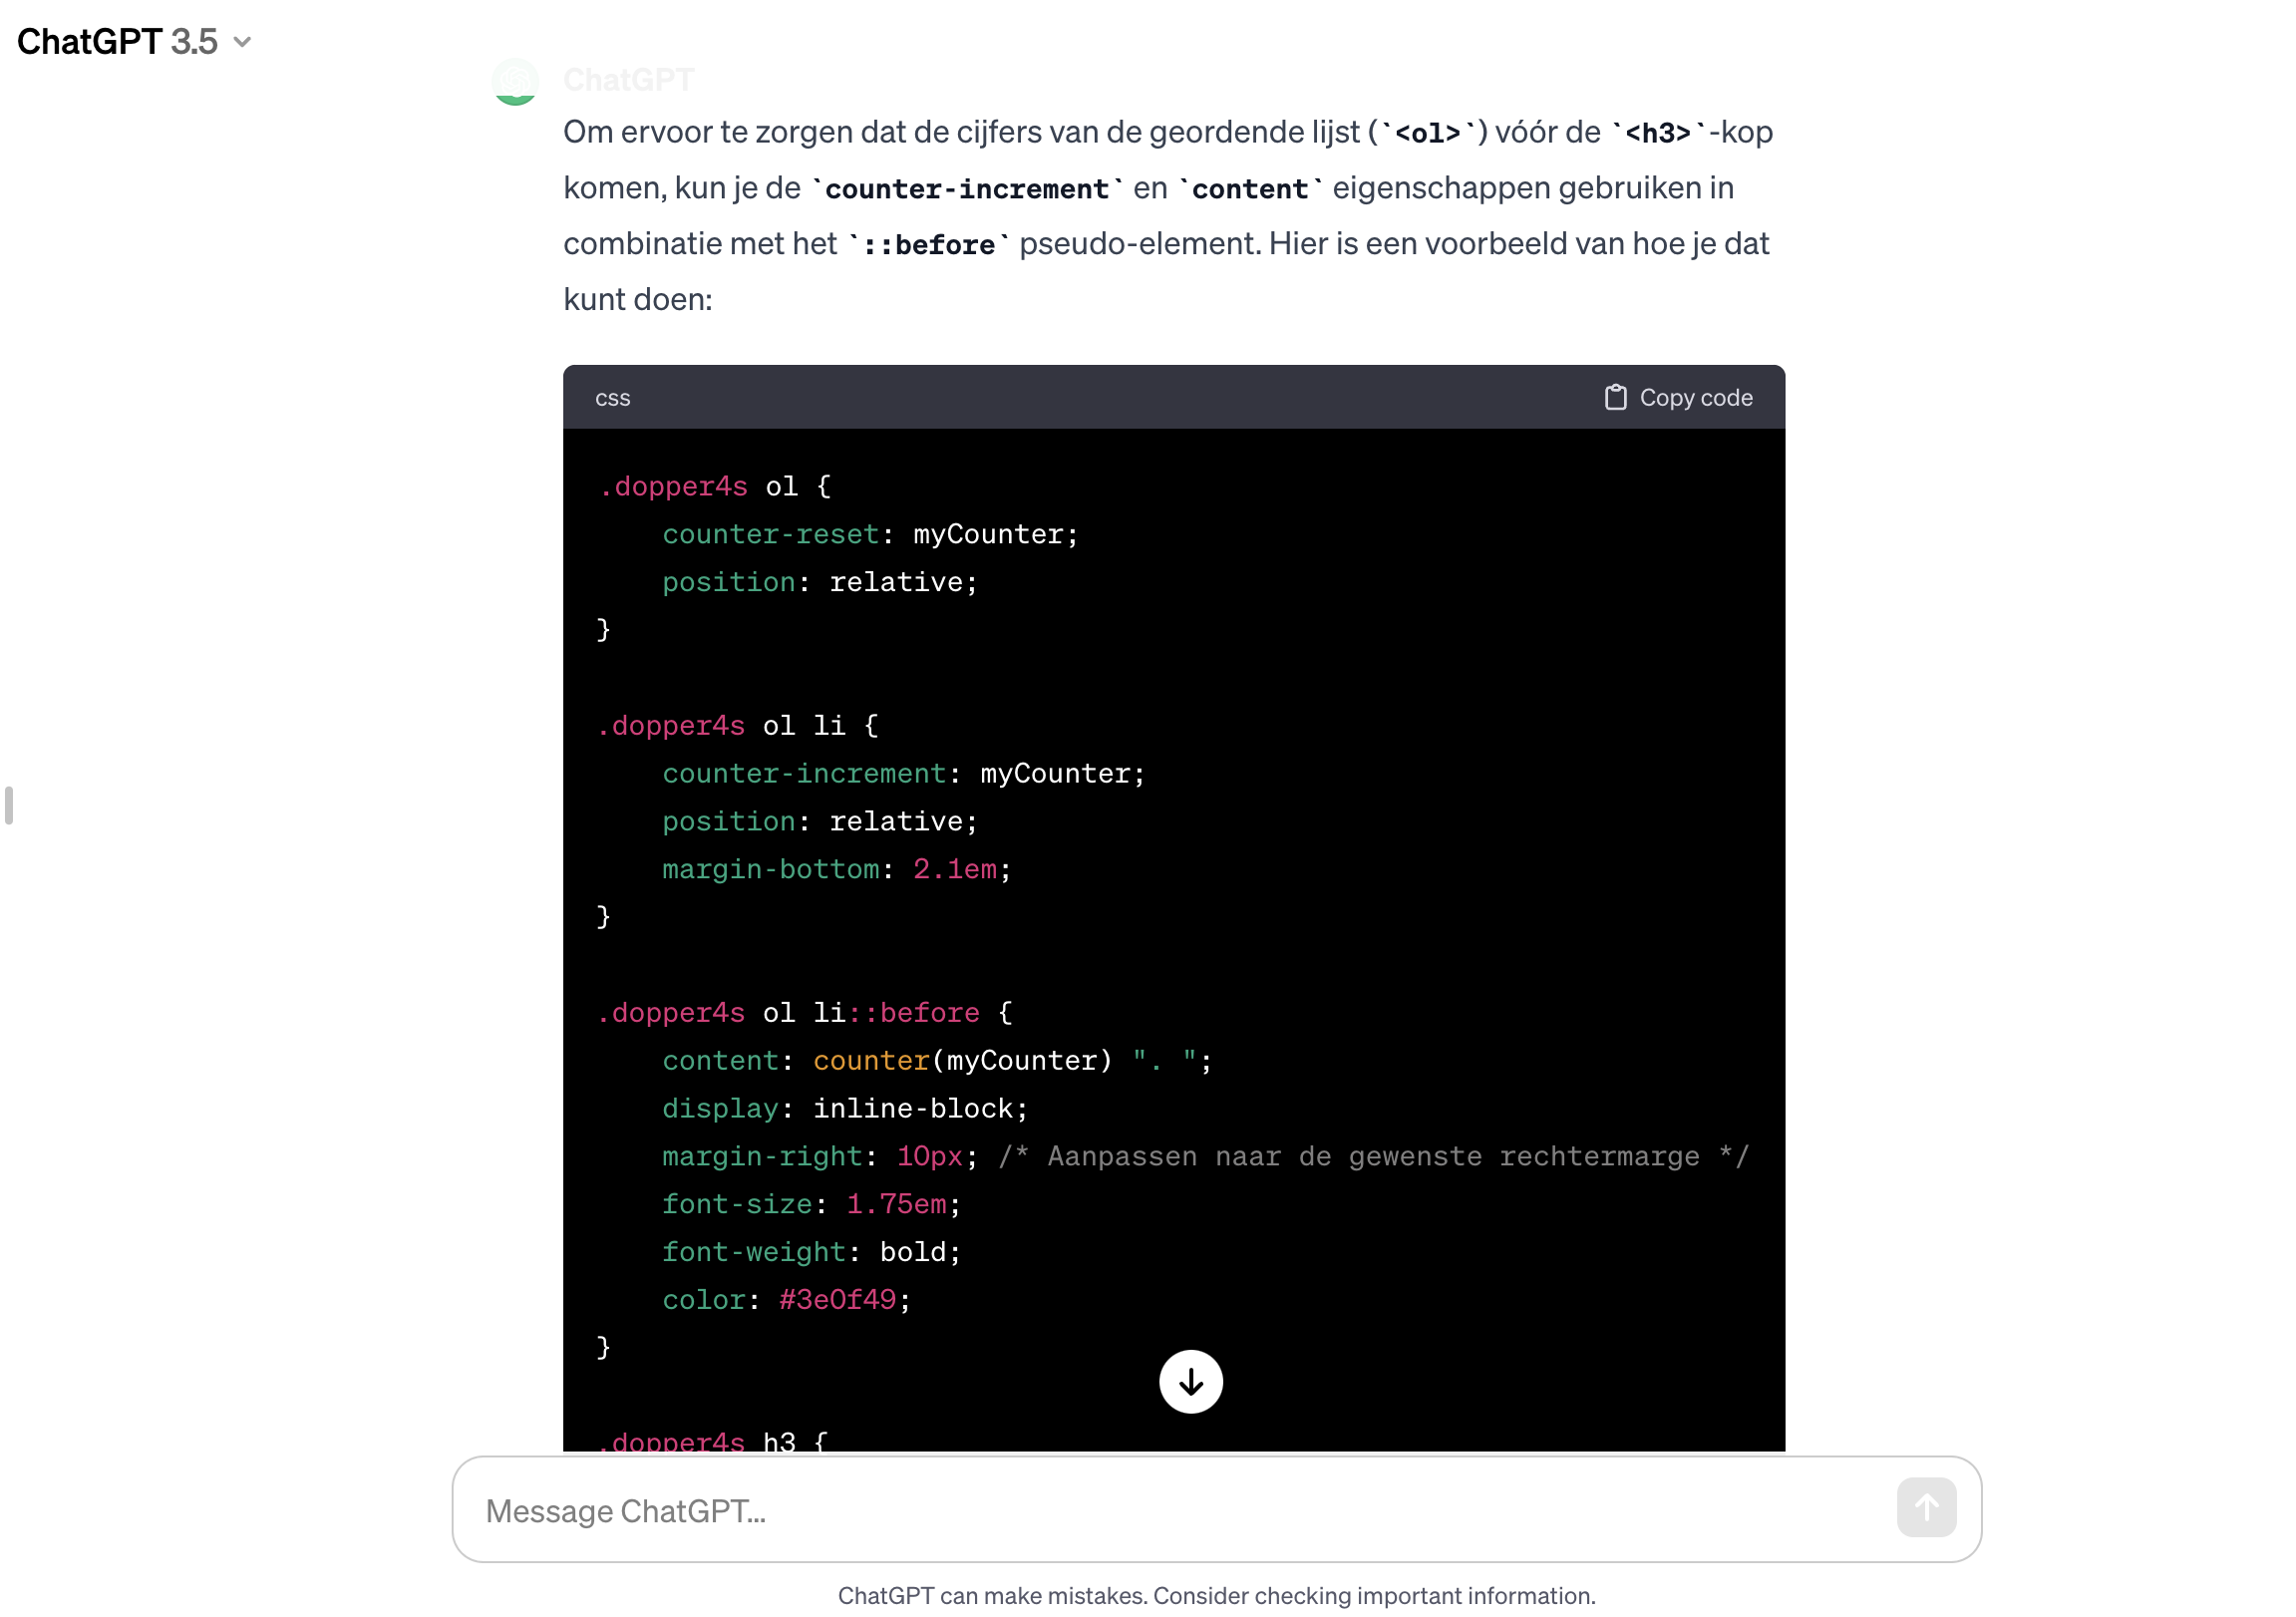 ChatGPT 3.5
ChatGPT
Om ervoor te zorgen dat de cijfers van de geordende lijst (`<ol>`) vóór de `<h3>`-kop
komen, kun je de `counter-increment` en `content` eigenschappen gebruiken in
combinatie met het `::before` pseudo-element. Hier is een voorbeeld van hoe je dat
kunt doen:
css
Copy code
.dopper4s ol {
    counter-reset: myCounter;
    position: relative;
}
.dopper4s ol li {
    counter-increment: myCounter;
    position: relative;
    margin-bottom: 2.1em;
}
.dopper4s ol li::before {
    content: counter(myCounter) ". ";
    display: inline-block;
    margin-right: 10px; /* Aanpassen naar de gewenste rechtermarge */
    font-size: 1.75em;
    font-weight: bold;
    color: #3e0f49;
}
.dopper4s h3 {
Message ChatGPT...
ChatGPT can make mistakes. Consider checking important information.